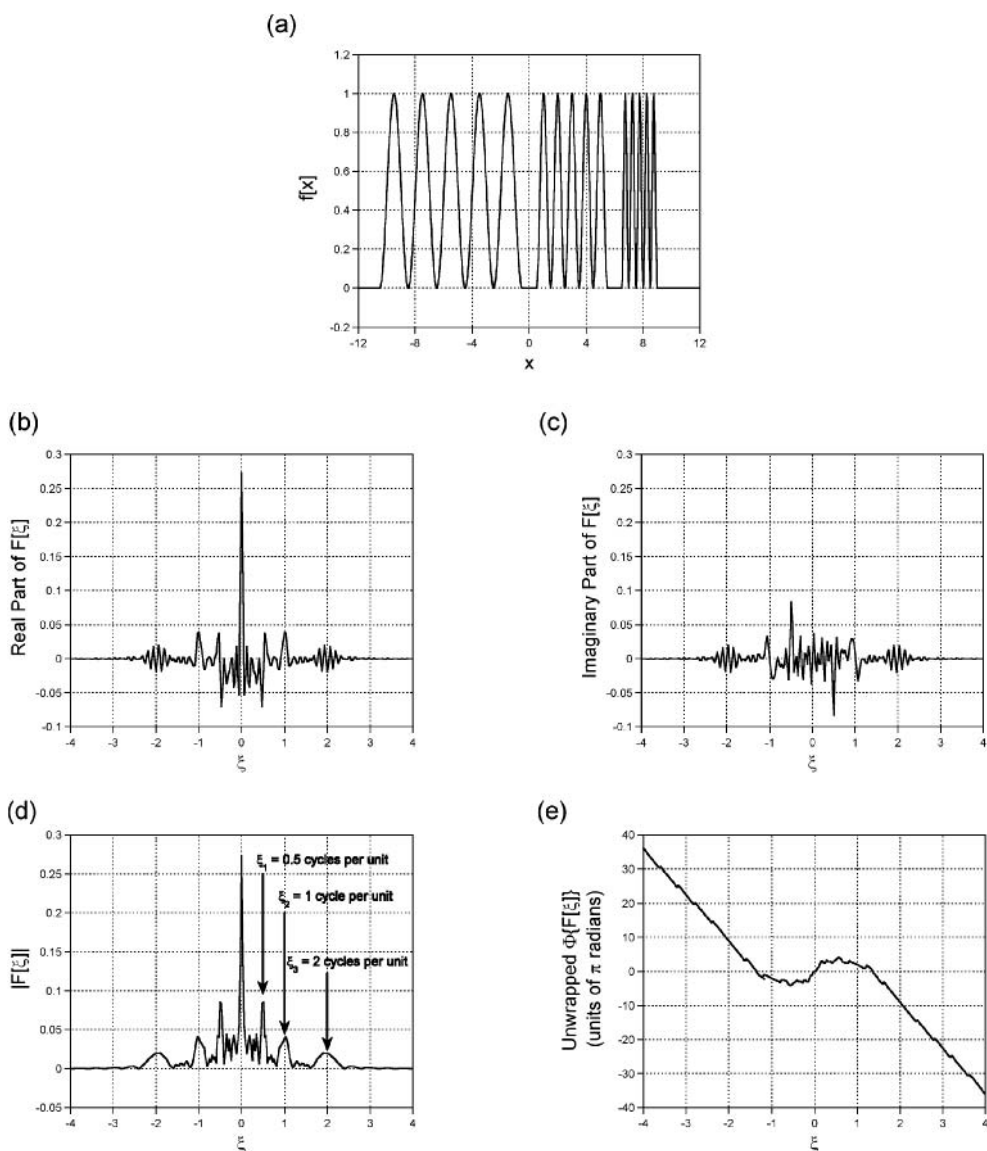 (a)
1.2
1
0.8
0.6
0.4
0.2
0
-0.2
f[x]
-12 -8 -4 0 4 8 12
x
(b)
0.3
0.25
0.2
0.15
0.1
0.05
0
-0.05
-0.1
Real Part of F[ξ]
-4 -3 -2 -1 0 1 2 3 4
ξ
(c)
0.3
0.25
0.2
0.15
0.1
0.05
0
-0.05
-0.1
Imaginary Part of F[ξ]
-4 -3 -2 -1 0 1 2 3 4
ξ
(d)
0.3
0.25
0.2
0.15
0.1
0.05
0
-0.05
|F[ξ]|
ξ₁ = 0.5 cycles per unit
ξ₂ = 1 cycle per unit
ξ₃ = 2 cycles per unit
-4 -3 -2 -1 0 1 2 3 4
ξ
(e)
40
30
20
10
0
-10
-20
-30
-40
Unwrapped Φ{F[ξ]}
(units of π radians)
-4 -3 -2 -1 0 1 2 3 4
ξ